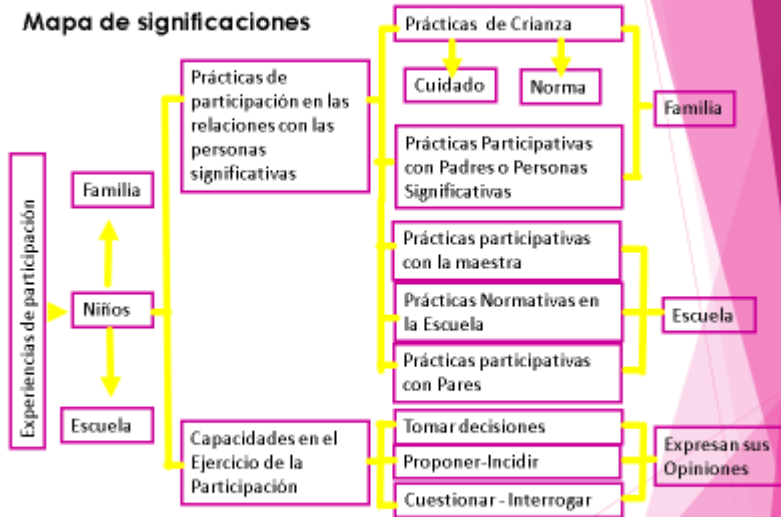 Mapa de significaciones
Experiencias de participación
Familia
Niños
Escuela
Prácticas de
participación en las
relaciones con las
personas
significativas
Capacidades en el
Ejercicio de la
Participación
Prácticas de Crianza
Cuidado
Norma
Prácticas Participativas
con Padres o Personas
Significativas
Prácticas participativas
con la maestra
Prácticas Normativas en
la Escuela
Prácticas participativas
con Pares
Tomar decisiones
Proponer-Incidir
Cuestionar - Interrogar
Familia
Escuela
Expresan sus
Opiniones